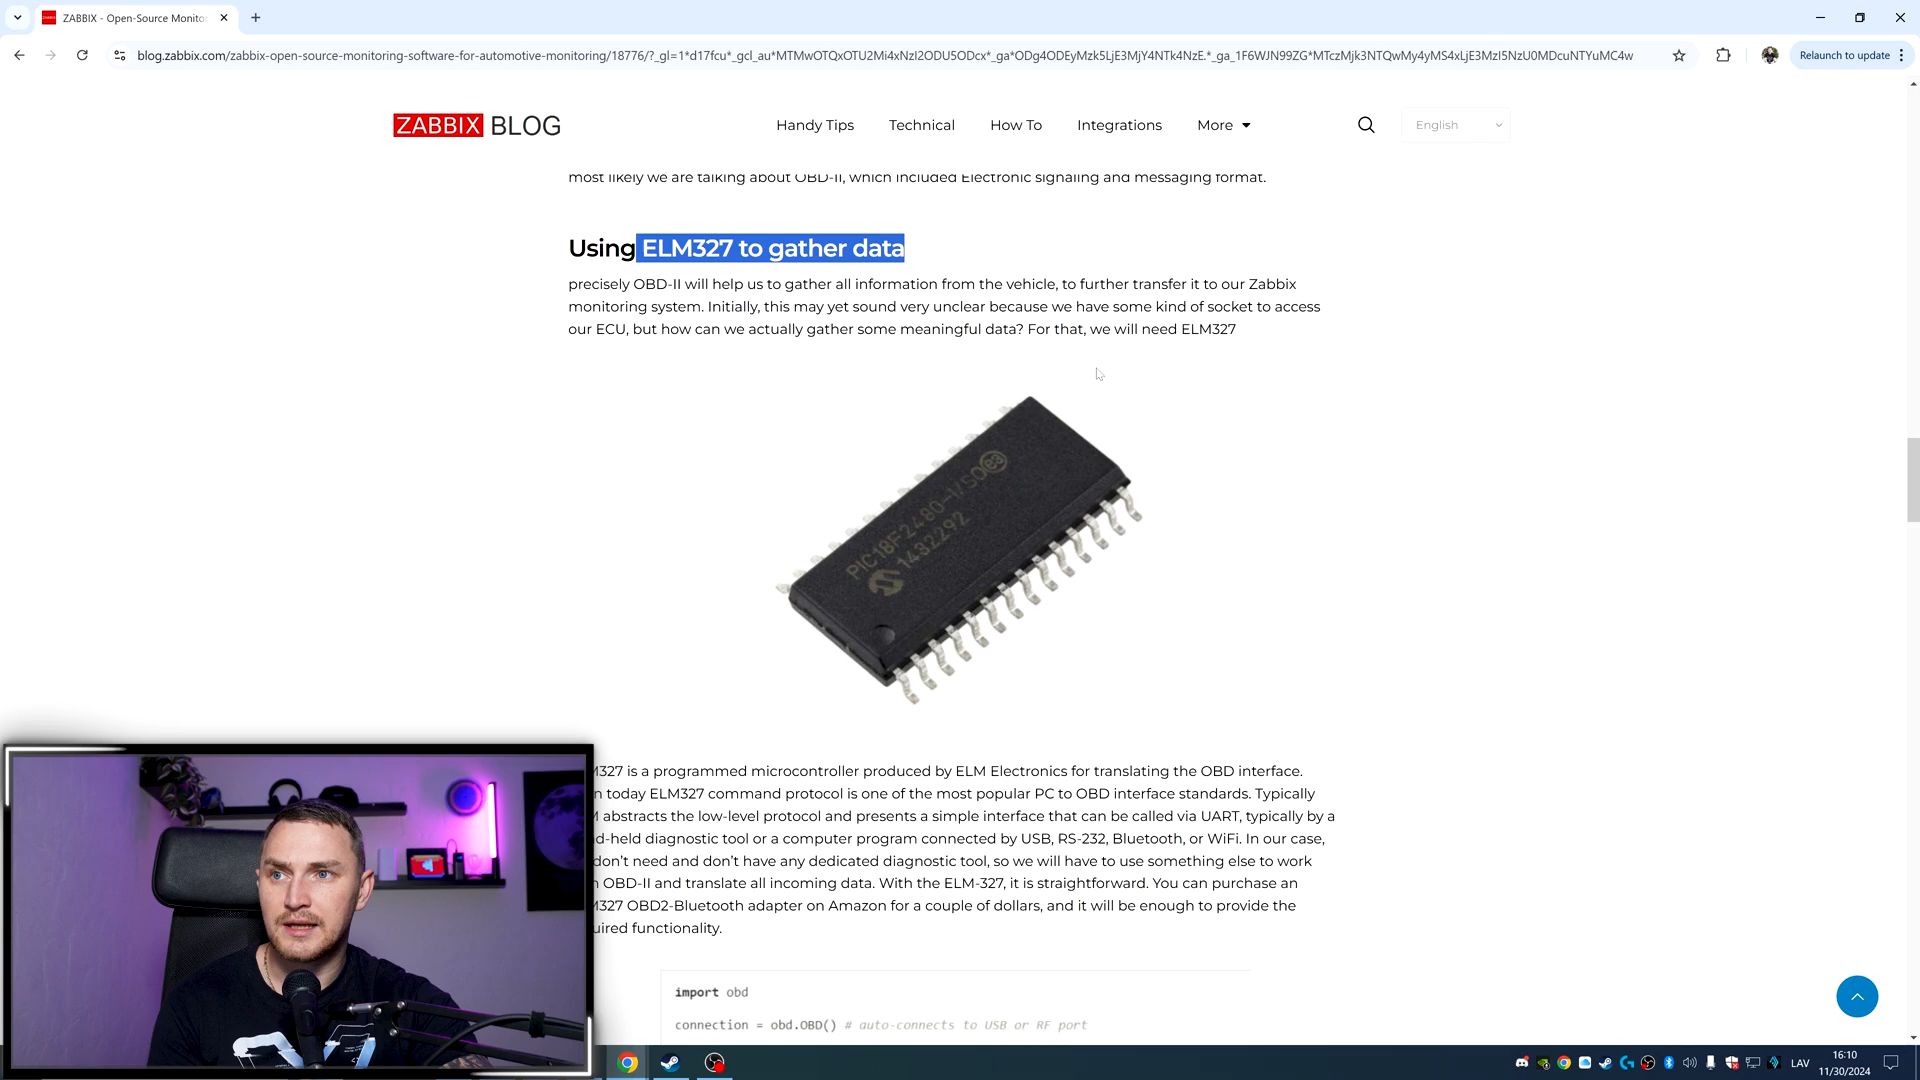 ZABBIX - Open-Source Monito
blog.zabbix.com/zabbix-open-source-monitoring-software-for-automotive-monitoring/18776/?_gl=1*d17fcu*_gcl_au*MTMwOTQxOTU2Mi4xNzI2ODU5ODcx*_ga*ODg4ODEyMzk5LjE3MjY4NTk4NzE.*_ga_1F6WJN99ZG*MTczMjk3NTQwMy4yMS4xLjE3MzI5NzU0MDcuNTYuMC4w
Relaunch to update
ZABBIX BLOG
Handy Tips Technical How To Integrations More
English
most likely we are talking about OBD-II, which included Electronic signaling and messaging format.
Using ELM327 to gather data
precisely OBD-II will help us to gather all information from the vehicle, to further transfer it to our Zabbix
monitoring system. Initially, this may yet sound very unclear because we have some kind of socket to access
our ECU, but how can we actually gather some meaningful data? For that, we will need ELM327
PIC18F2480-I/SO e3
1432292
M327 is a programmed microcontroller produced by ELM Electronics for translating the OBD interface.
n today ELM327 command protocol is one of the most popular PC to OBD interface standards. Typically
M abstracts the low-level protocol and presents a simple interface that can be called via UART, typically by a
d-held diagnostic tool or a computer program connected by USB, RS-232, Bluetooth, or WiFi. In our case,
don't need and don't have any dedicated diagnostic tool, so we will have to use something else to work
OBD-II and translate all incoming data. With the ELM-327, it is straightforward. You can purchase an
M327 OBD2-Bluetooth adapter on Amazon for a couple of dollars, and it will be enough to provide the
uired functionality.
import obd
connection = obd.OBD() # auto-connects to USB or RF port
LAV
16:10
11/30/2024